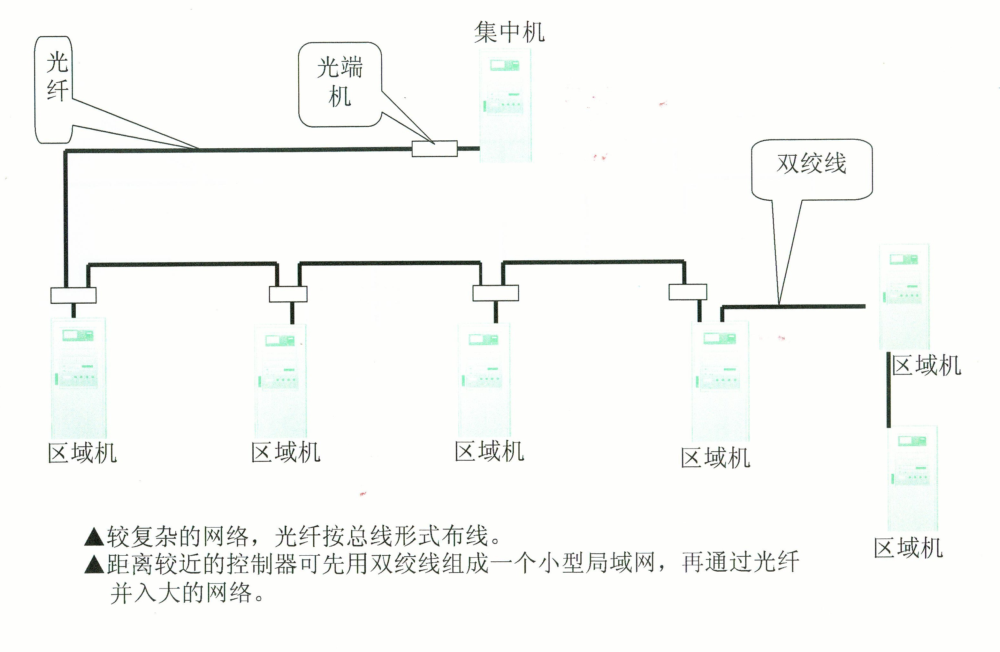 集中机
光
纤
光端
机
双绞线
区域机
区域机
区域机
区域机
区域机
区域机
▲较复杂的网络，光纤按总线形式布线。
▲距离较近的控制器可先用双绞线组成一个小型局域网，再通过光纤
并入大的网络。